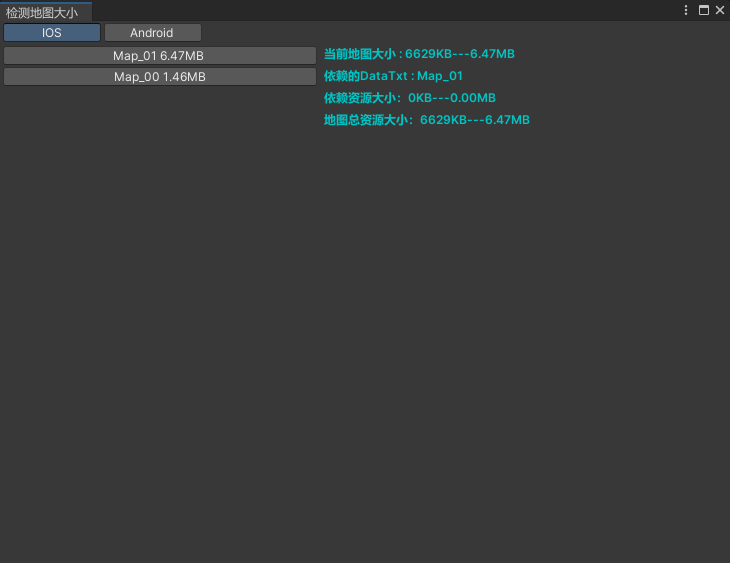 检测地图大小
IOS Android
Map_01 6.47MB
Map_00 1.46MB
当前地图大小 : 6629KB---6.47MB
依赖的DataTxt : Map_01
依赖资源大小：0KB---0.00MB
地图总资源大小：6629KB---6.47MB